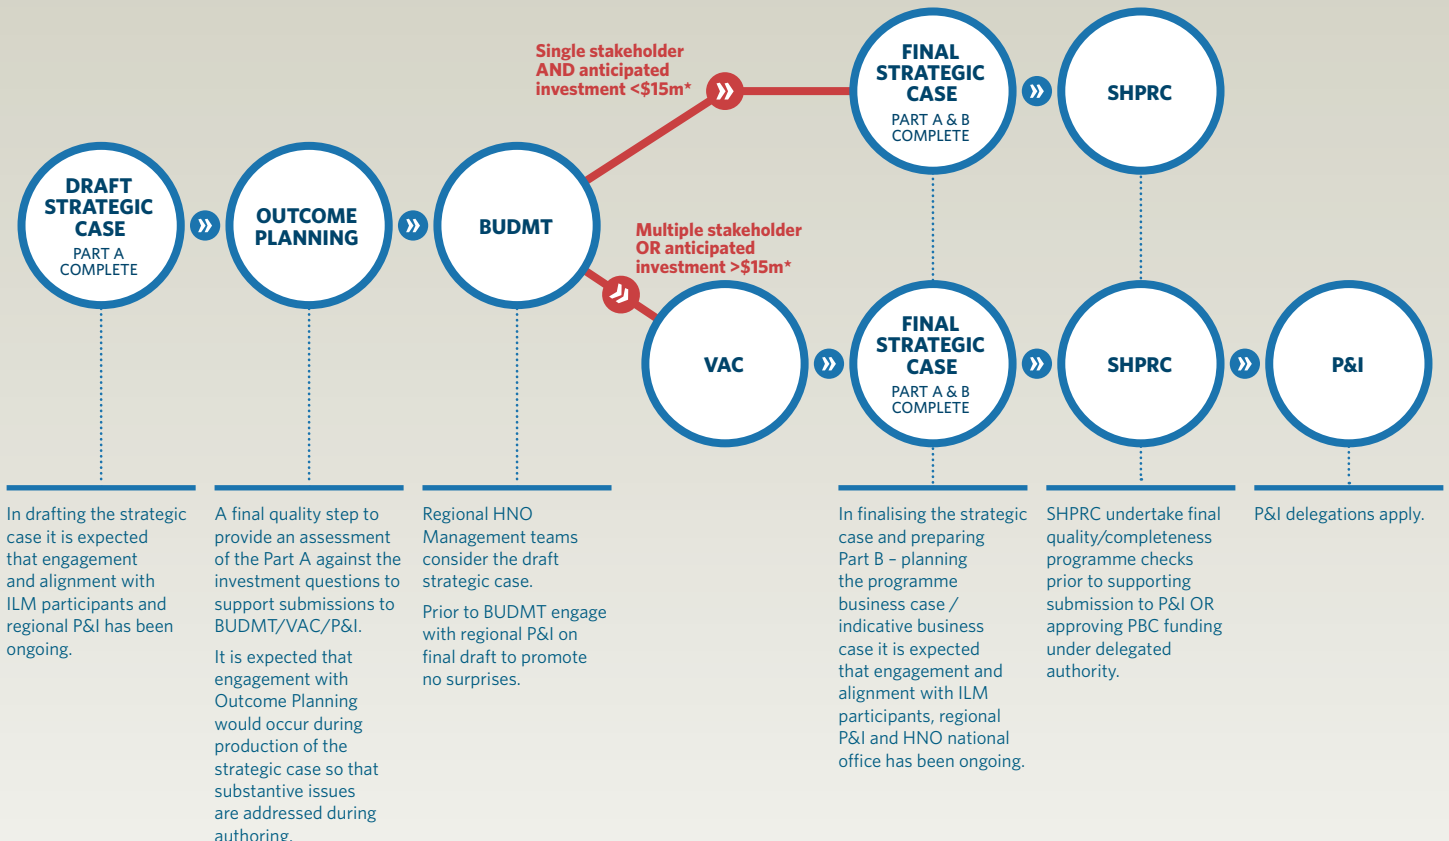 Single stakeholder
AND anticipated
investment <$15m*
FINAL
STRATEGIC
CASE
PART A & B
COMPLETE
SHPRC
DRAFT
STRATEGIC
CASE
PART A
COMPLETE
OUTCOME
PLANNING
BUDMT
Multiple stakeholder
OR anticipated
investment >$15m*
VAC
FINAL
STRATEGIC
CASE
PART A & B
COMPLETE
SHPRC
P&I
In drafting the strategic
case it is expected
that engagement
and alignment with
ILM participants and
regional P&I has been
ongoing.
A final quality step to
provide an assessment
of the Part A against the
investment questions to
support submissions to
BUDMT/VAC/P&I.
It is expected that
engagement with
Outcome Planning
would occur during
production of the
strategic case so that
substantive issues
are addressed during
authoring.
Regional HNO
Management teams
consider the draft
strategic case.
Prior to BUDMT engage
with regional P&I on
final draft to promote
no surprises.
In finalising the strategic
case and preparing
Part B – planning
the programme
business case /
indicative business
case it is expected
that engagement and
alignment with ILM
participants, regional
P&I and HNO national
office has been ongoing.
SHPRC undertake final
quality/completeness
programme checks
prior to supporting
submission to P&I OR
approving PBC funding
under delegated
authority.
P&I delegations apply.